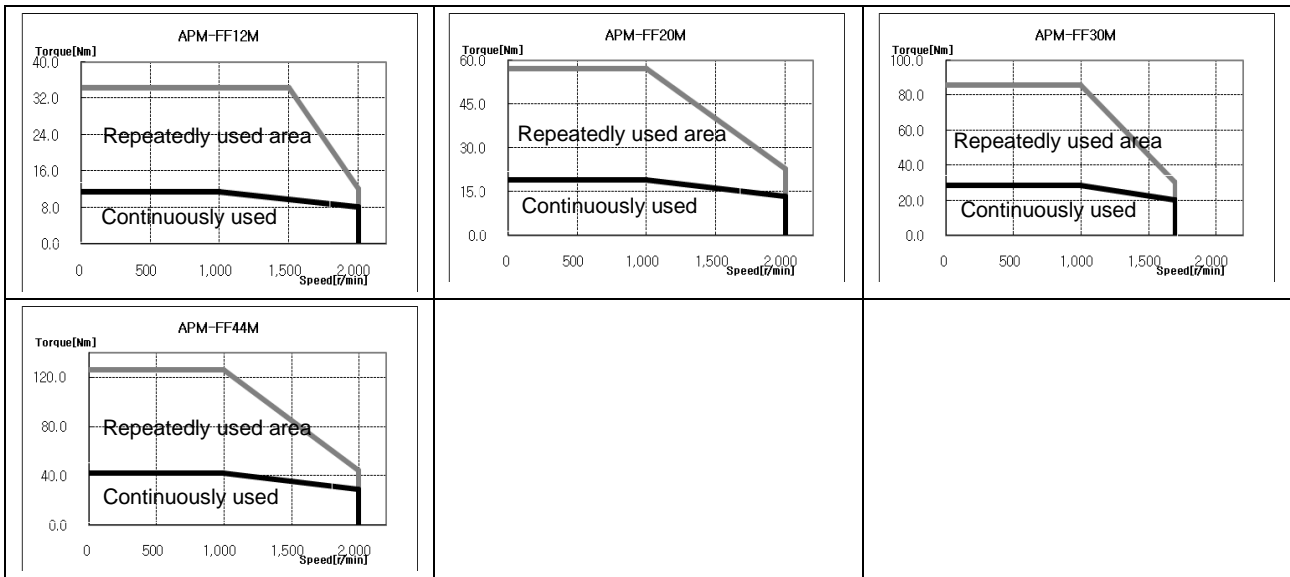 APM-FF12M
Torque[Nm]
40.0
32.0
24.0
16.0
8.0
0.0
Repeatedly used area
Continuously used
0 500 1,000 1,500 2,000
Speed[r/min]
APM-FF20M
Torque[Nm]
60.0
45.0
30.0
15.0
0.0
Repeatedly used area
Continuously used
0 500 1,000 1,500 2,000
Speed[r/min]
APM-FF30M
Torque[Nm]
100.0
80.0
60.0
40.0
20.0
0.0
Repeatedly used area
Continuously used
0 500 1,000 1,500 2,000
Speed[r/min]
APM-FF44M
Torque[Nm]
120.0
80.0
40.0
0.0
Repeatedly used area
Continuously used
0 500 1,000 1,500 2,000
Speed[r/min]